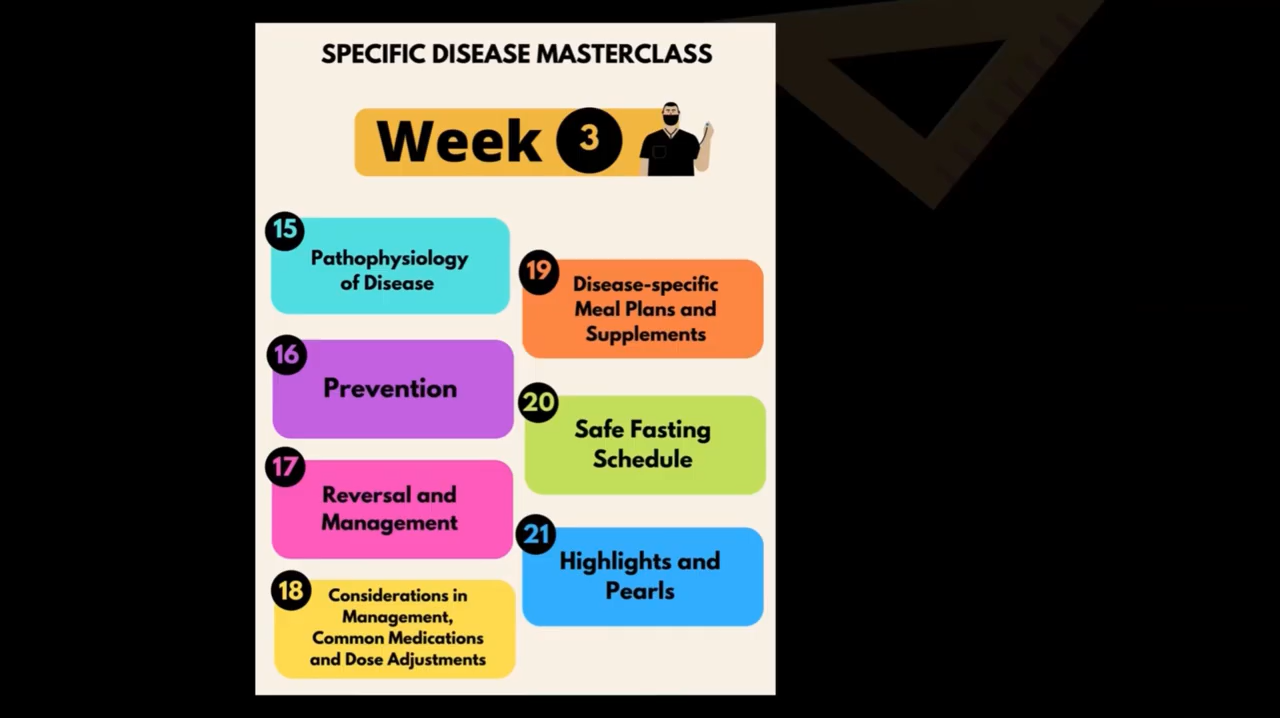 SPECIFIC DISEASE MASTERCLASS
Week 3
15
Pathophysiology
of Disease
16
Prevention
17
Reversal and
Management
18
Considerations in
Management,
Common Medications
and Dose Adjustments
19
Disease-specific
Meal Plans and
Supplements
20
Safe Fasting
Schedule
21
Highlights and
Pearls